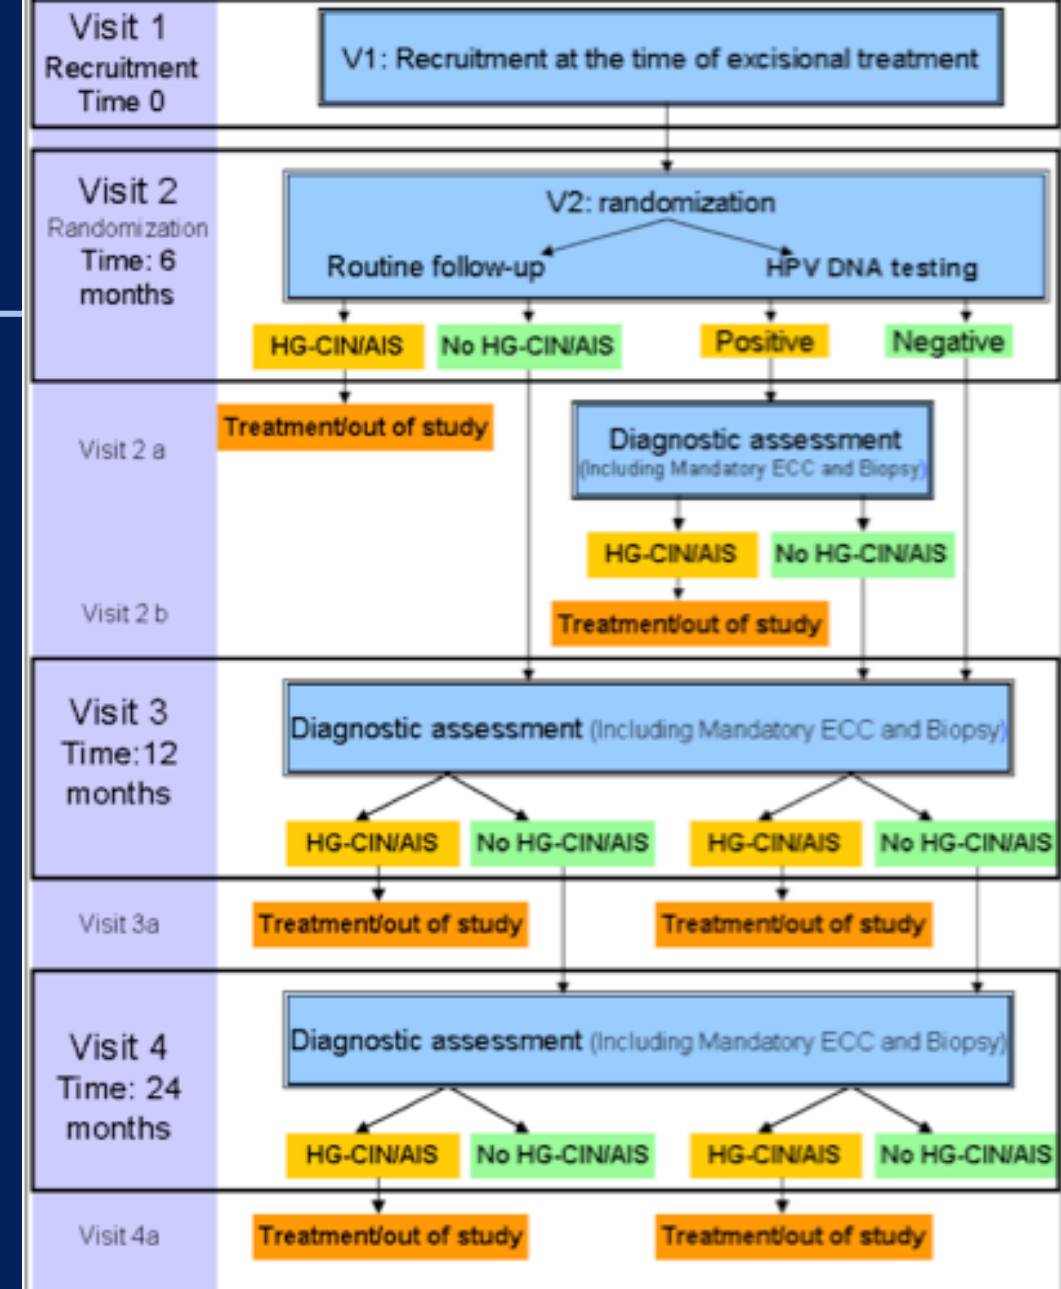 Visit 1
Recruitment
Time 0
V1: Recruitment at the time of excisional treatment
Visit 2
Randomization
Time: 6
months
V2: randomization
Routine follow-up
HPV DNA testing
HG-CIN/AIS
No HG-CIN/AIS
Positive
Negative
Visit 2 a
Treatment/out of study
Diagnostic assessment
(Including Mandatory ECC and Biopsy)
HG-CIN/AIS
No HG-CIN/AIS
Visit 2 b
Treatment/out of study
Visit 3
Time:12
months
Diagnostic assessment (Including Mandatory ECC and Biopsy)
HG-CIN/AIS
No HG-CIN/AIS
HG-CIN/AIS
No HG-CIN/AIS
Visit 3a
Treatment/out of study
Treatment/out of study
Visit 4
Time: 24
months
Diagnostic assessment (Including Mandatory ECC and Biopsy)
HG-CIN/AIS
No HG-CIN/AIS
HG-CIN/AIS
No HG-CIN/AIS
Visit 4a
Treatment/out of study
Treatment/out of study